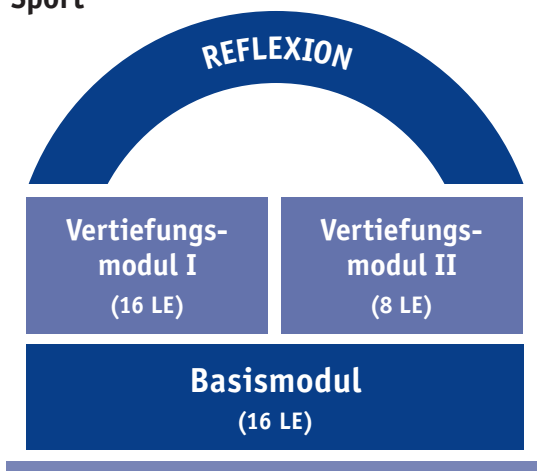 Sport
REFLEXION
Vertiefungs-
modul I
(16 LE)
Vertiefungs-
modul II
(8 LE)
Basismodul
(16 LE)